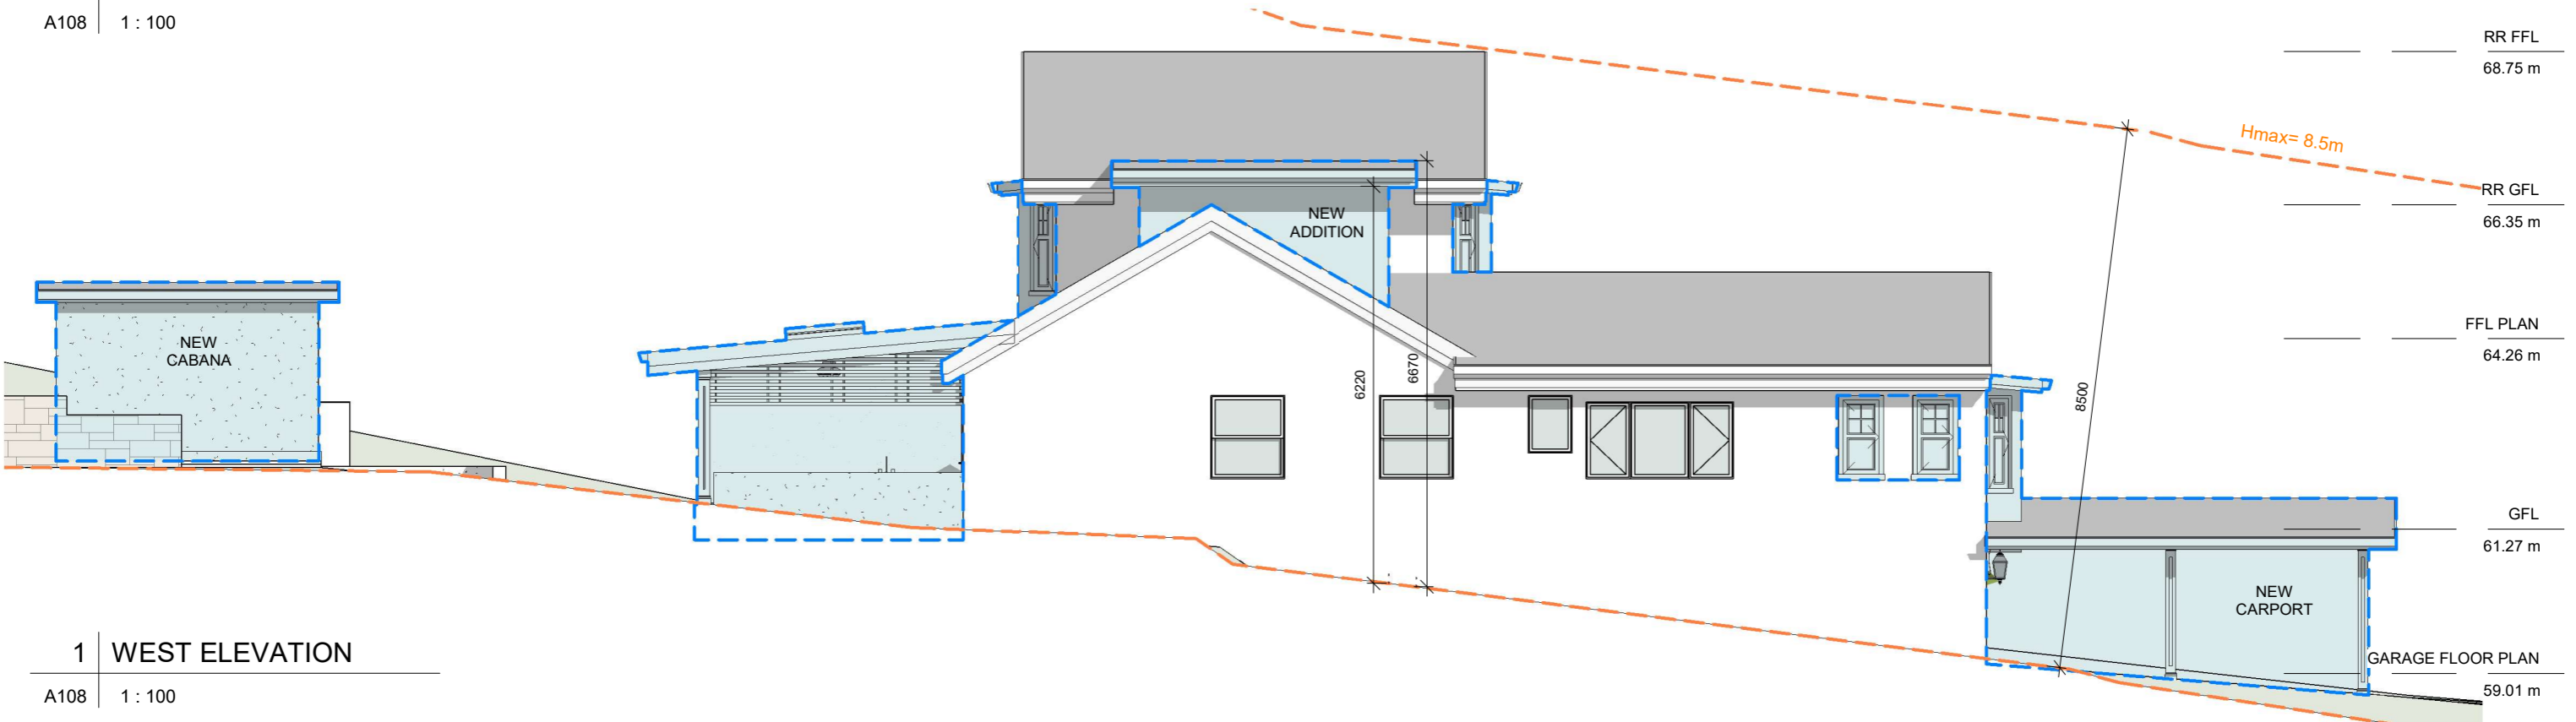 A108 1 : 100
RR FFL
68.75 m
Hmax= 8.5m
RR GFL
66.35 m
NEW
ADDITION
FFL PLAN
64.26 m
NEW
CABANA
6220
6670
8500
GFL
61.27 m
NEW
CARPORT
GARAGE FLOOR PLAN
59.01 m
1 WEST ELEVATION
A108 1 : 100